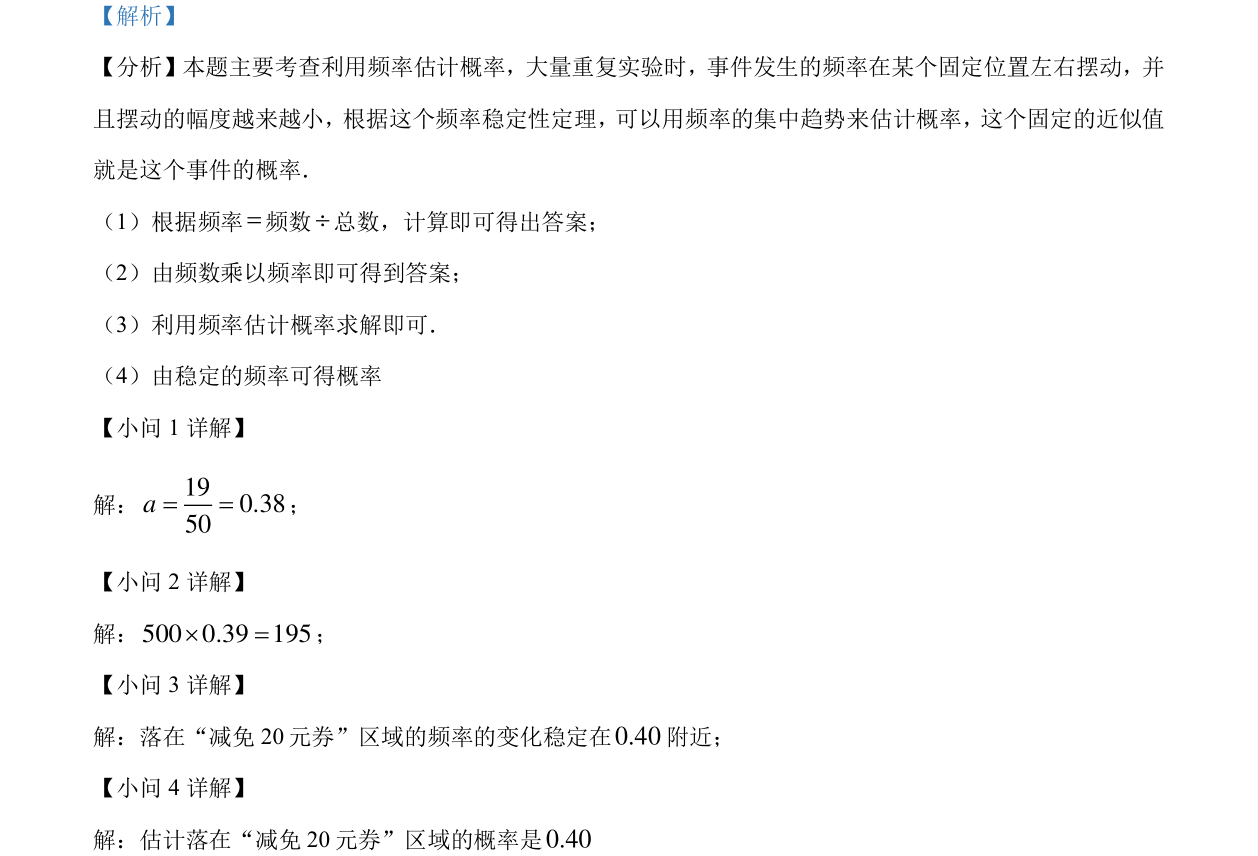 【解析】
【分析】本题主要考查利用频率估计概率，大量重复实验时，事件发生的频率在某个固定位置左右摆动，并
且摆动的幅度越来越小，根据这个频率稳定性定理，可以用频率的集中趋势来估计概率，这个固定的近似值
就是这个事件的概率．
（1）根据频率＝频数÷总数，计算即可得出答案；
（2）由频数乘以频率即可得到答案；
（3）利用频率估计概率求解即可．
（4）由稳定的频率可得概率
【小问 1 详解】
解：a = 19/50 = 0.38；
【小问 2 详解】
解：500×0.39 =195；
【小问 3 详解】
解：落在“减免 20 元券”区域的频率的变化稳定在0.40 附近；
【小问 4 详解】
解：估计落在“减免 20 元券”区域的概率是0.40